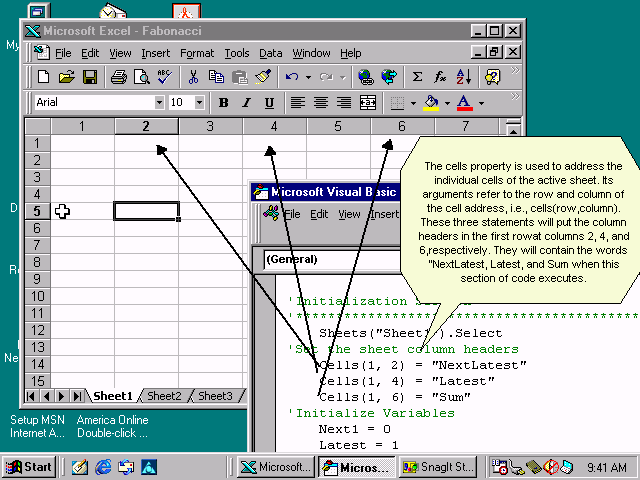 My
Microsoft Excel - Fabonacci
File Edit View Insert Format Tools Data Window Help
Arial 10 B I U
1 2 3 4 5 6 7
1
2
3
4
5
6
7
8
9
10
11
12
13
14
15
Sheet1 Sheet2 Sheet3
The cells property is used to address the
individual cells of the active sheet. Its
arguments refer to the row and column of
the cell address, i.e., cells(row,column).
These three statements will put the column
headers in the first rowat columns 2, 4, and
6,respectively. They will contain the words
"NextLatest, Latest, and Sum when this
section of code executes.
Microsoft Visual Basic
File Edit View
(General)
'Initialization S
Sheets("Sheet1").Select
'Set the sheet column headers
Cells(1, 2) = "NextLatest"
Cells(1, 4) = "Latest"
Cells(1, 6) = "Sum"
'Initialize Variables
Next1 = 0
Latest = 1
D
Re
Ne
Setup MSN America Online
Internet A... Double-click ...
Start Microsoft... Micros... SnagIt St... 9:41 AM